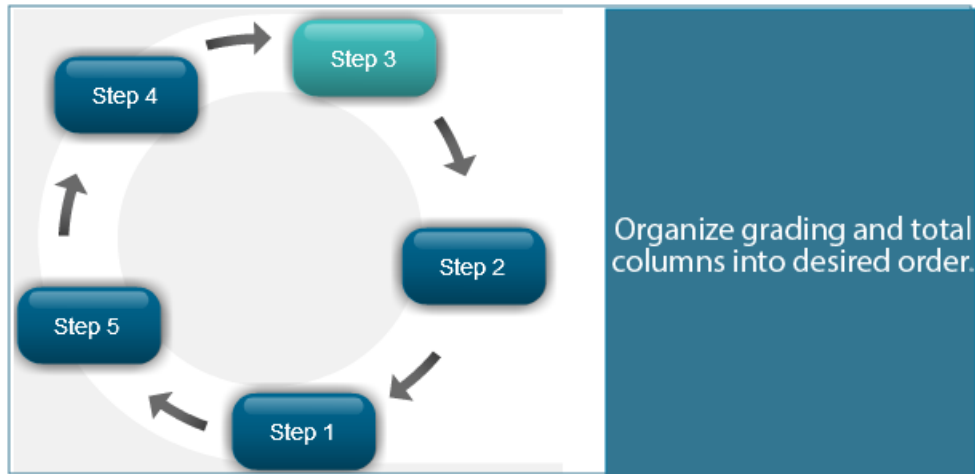 Step 3
Step 4
Step 2
Step 5
Step 1
Organize grading and total
columns into desired order.